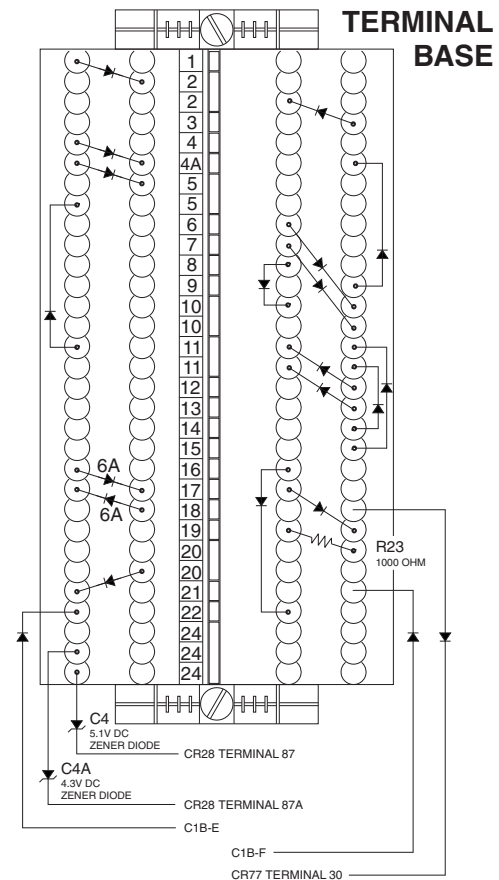 TERMINAL
BASE
1
2
2
3
4
4A
5
5
6
7
8
9
10
10
11
11
12
13
14
15
16
6A
17
18
6A
19
R23
1000 OHM
20
20
21
22
24
24
24
C4
5.1V DC
ZENER DIODE
CR28 TERMINAL 87
C4A
4.3V DC
ZENER DIODE
CR28 TERMINAL 87A
C1B-E
C1B-F
CR77 TERMINAL 30